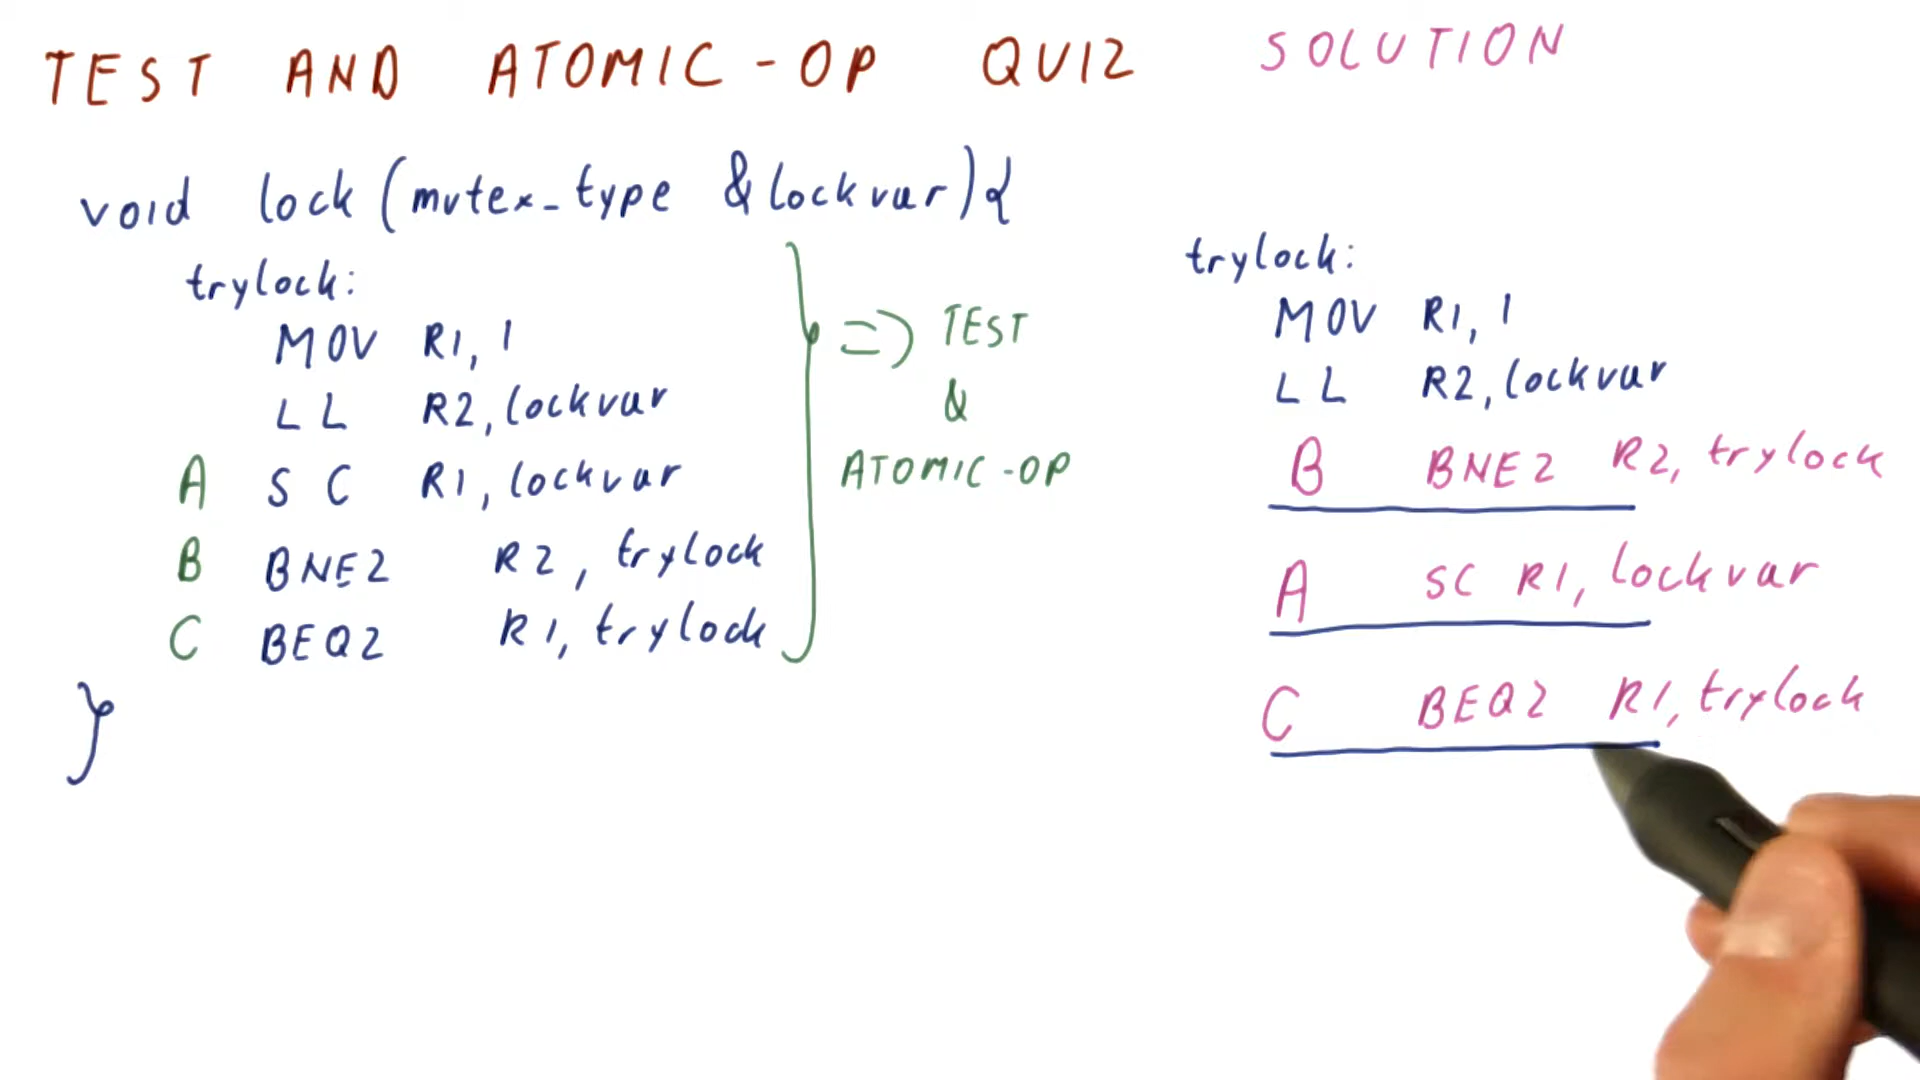 TEST AND ATOMIC-OP QUIZ SOLUTION
void lock (mutex_type &lockvar){
trylock:
MOV R1, 1
LL R2, lockvar
A SC R1, lockvar
B BNEZ R2, trylock
C BEQZ R1, trylock
}
=> TEST
&
ATOMIC-OP
trylock:
MOV R1, 1
LL R2, lockvar
B BNEZ R2, trylock
A SC R1, lockvar
C BEQZ R1, trylock